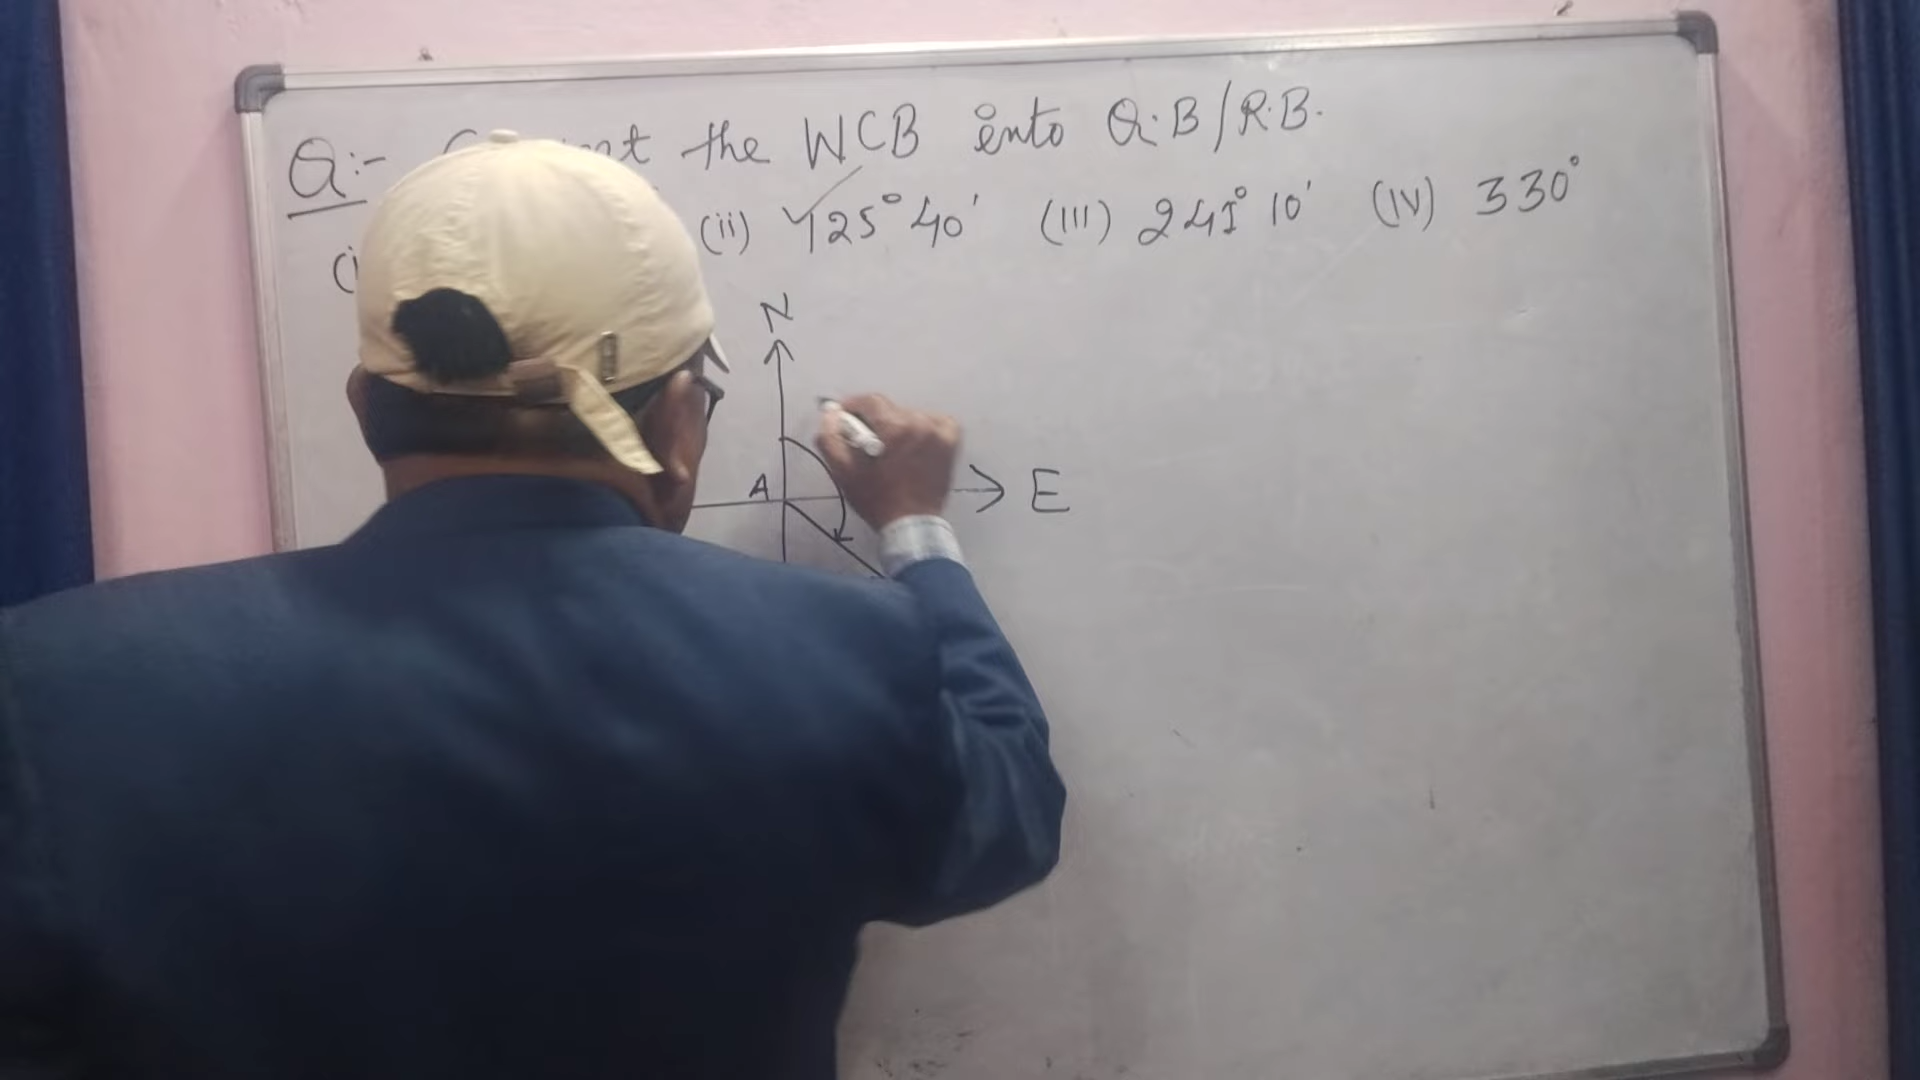 Q:- the WCB into Q.B/R.B.
(ii) 125° 40' (III) 241° 10' (IV) 330°
N
A
E